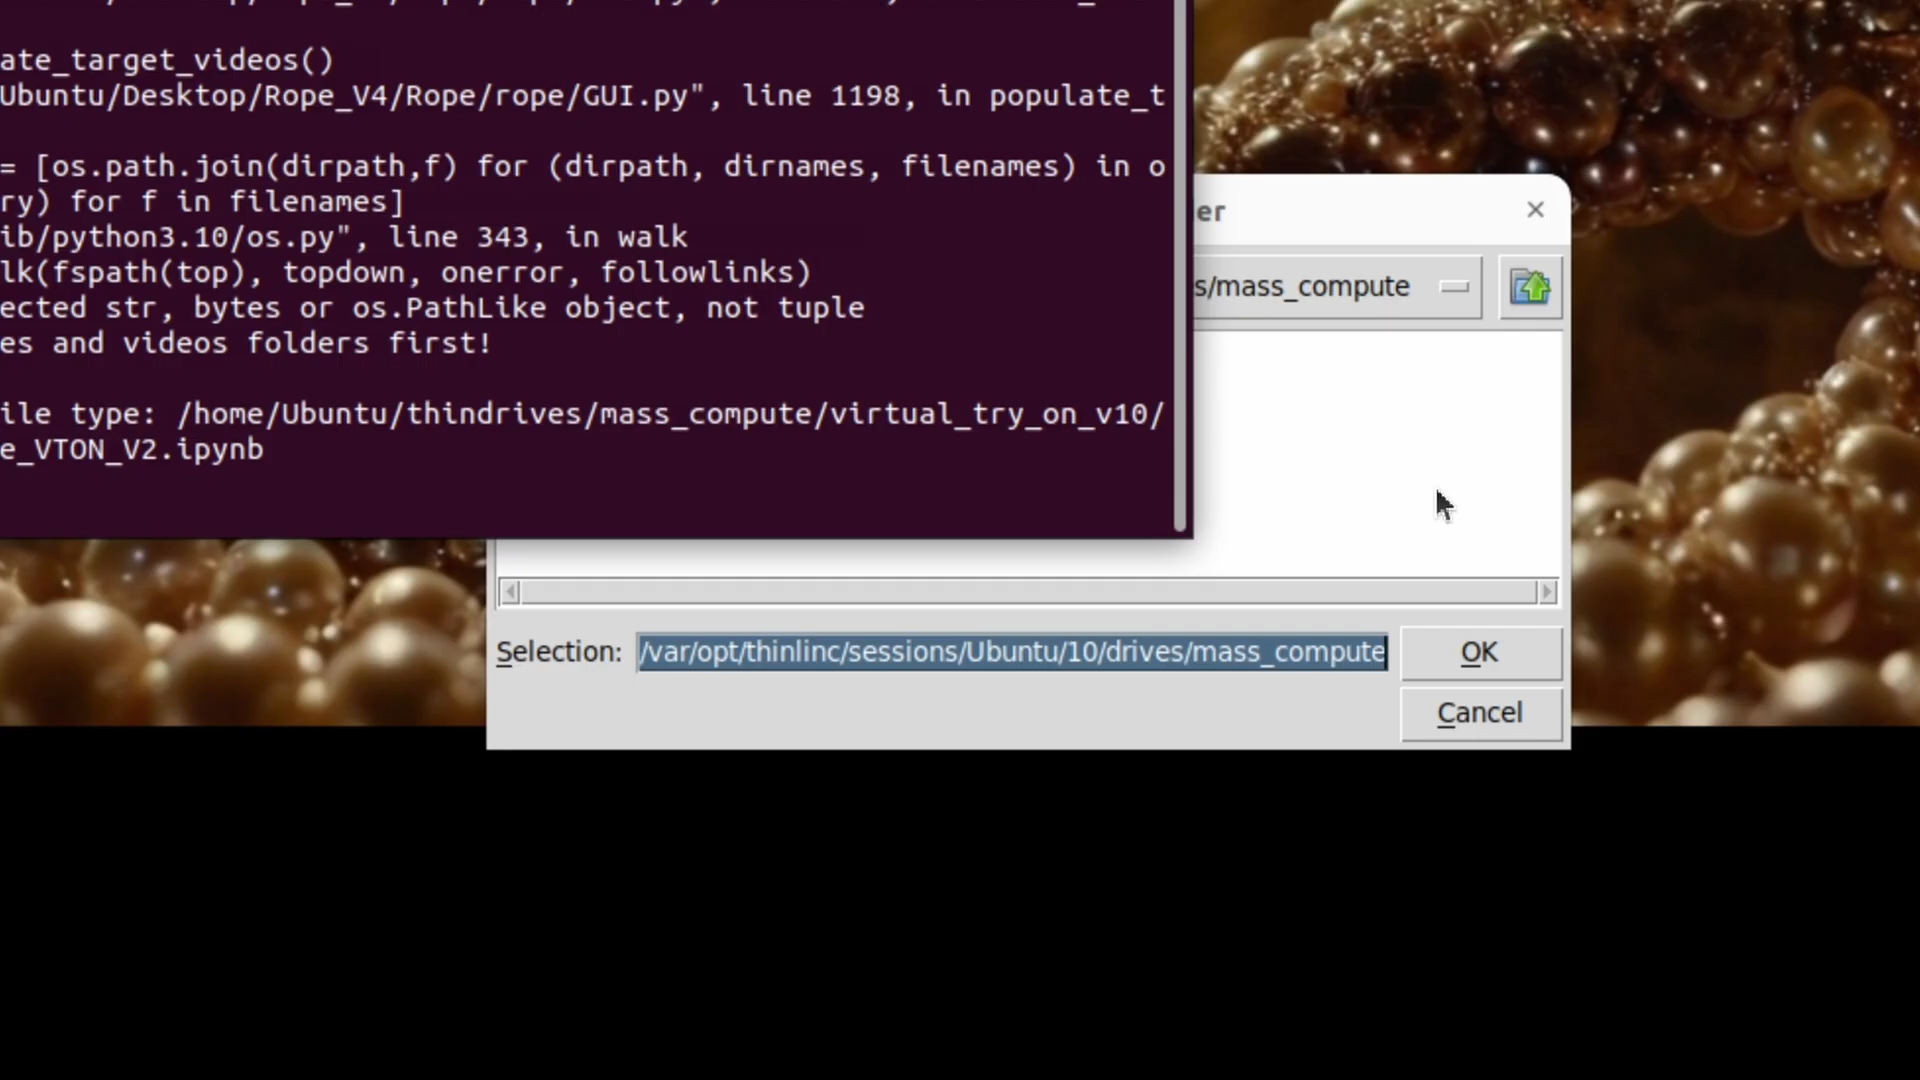 ate_target_videos()
Ubuntu/Desktop/Rope_V4/Rope/rope/GUI.py", line 1198, in populate_t
= [os.path.join(dirpath,f) for (dirpath, dirnames, filenames) in o
ry) for f in filenames]
ib/python3.10/os.py", line 343, in walk
lk(fspath(top), topdown, onerror, followlinks)
ected str, bytes or os.PathLike object, not tuple
es and videos folders first!
ile type: /home/Ubuntu/thindrives/mass_compute/virtual_try_on_v10/
e_VTON_V2.ipynb
er
s/mass_compute
Selection: /var/opt/thinlinc/sessions/Ubuntu/10/drives/mass_compute OK
Cancel